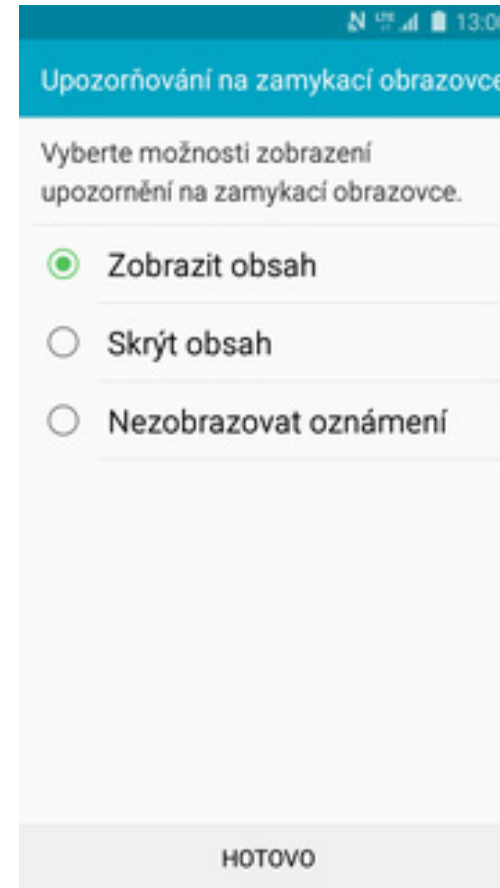 LTE 13:00
Upozorňování na zamykací obrazovce
Vyberte možnosti zobrazení
upozornění na zamykací obrazovce.
Zobrazit obsah
Skrýt obsah
Nezobrazovat oznámení
HOTOVO